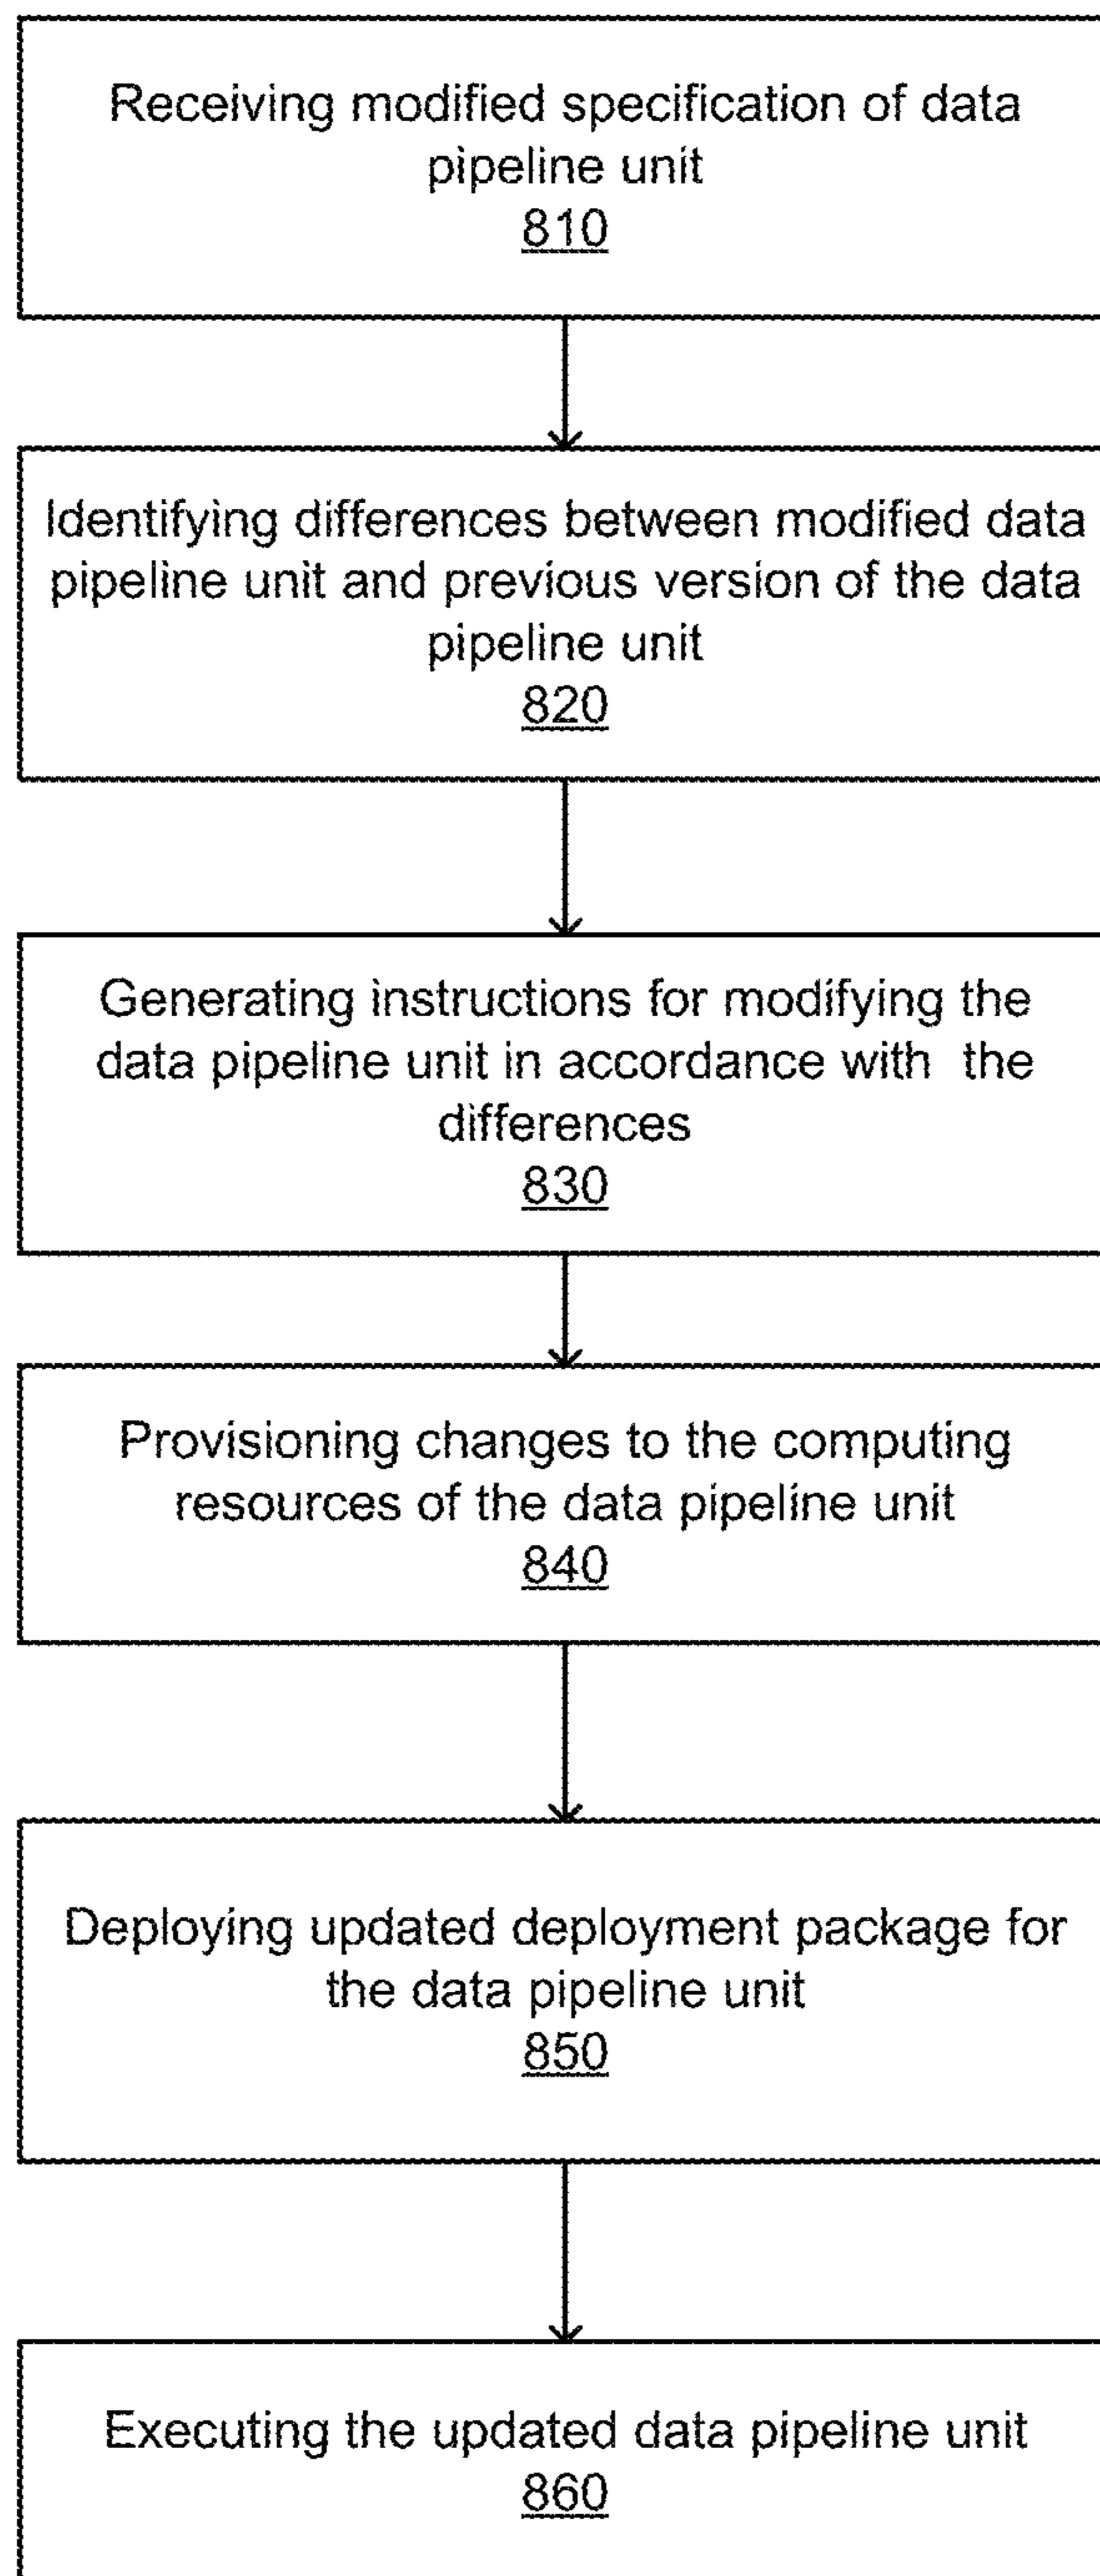 Receiving modified specification of data
pipeline unit
810
Identifying differences between modified data
pipeline unit and previous version of the data
pipeline unit
820
Generating instructions for modifying the
data pipeline unit in accordance with  the
differences
830
Provisioning changes to the computing
resources of the data pipeline unit
840
Deploying updated deployment package for
the data pipeline unit
850
Executing the updated data pipeline unit
860